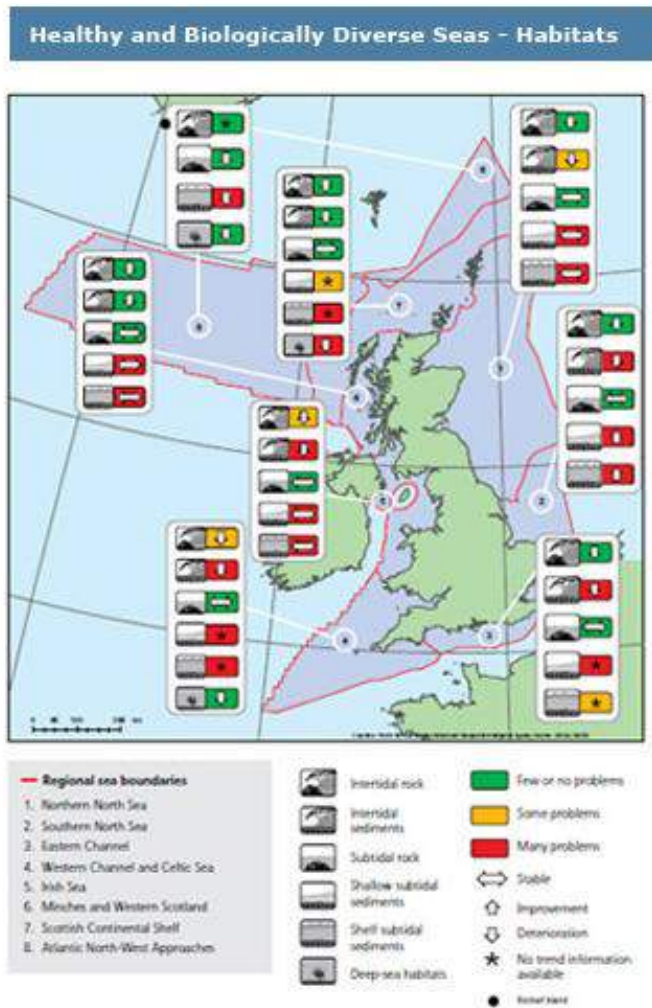 Healthy and Biologically Diverse Seas - Habitats
Regional sea boundaries
1. Northern North Sea
2. Southern North Sea
3. Eastern Channel
4. Western Channel and Celtic Sea
5. Irish Sea
6. Minches and Western Scotland
7. Scottish Continental Shelf
8. Atlantic North-West Approaches
Intertidal rock
Intertidal
sediments
Subtidal rock
Shallow subtidal
sediments
Shelf subtidal
sediments
Deep-sea habitats
Few or no problems
Some problems
Many problems
Stable
Improvement
Deterioration
No trend information
available